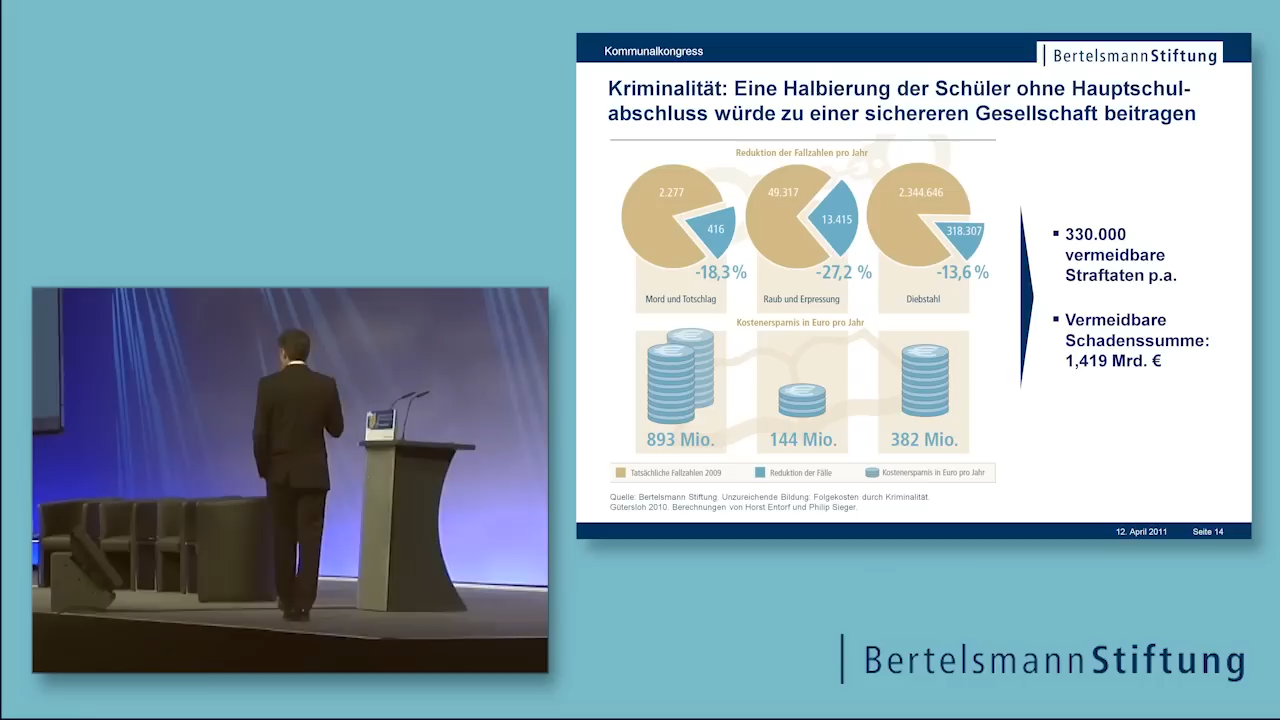 Kommunalkongress
BertelsmannStiftung
Kriminalität: Eine Halbierung der Schüler ohne Hauptschul-
abschluss würde zu einer sichereren Gesellschaft beitragen
Reduktion der Fallzahlen pro Jahr
2.277
416
-18,3 %
Mord und Totschlag
49.317
13.415
-27,2 %
Raub und Erpressung
2.344.646
318.307
-13,6 %
Diebstahl
Kostenersparnis in Euro pro Jahr
893 Mio.
144 Mio.
382 Mio.
Tatsächliche Fallzahlen 2009
Reduktion der Fälle
Kostenersparnis in Euro pro Jahr
Quelle: Bertelsmann Stiftung. Unzureichende Bildung: Folgekosten durch Kriminalität.
Gütersloh 2010. Berechnungen von Horst Entorf und Philip Sieger.
330.000
vermeidbare
Straftaten p.a.
Vermeidbare
Schadenssumme:
1,419 Mrd. €
12. April 2011
Seite 14
BertelsmannStiftung